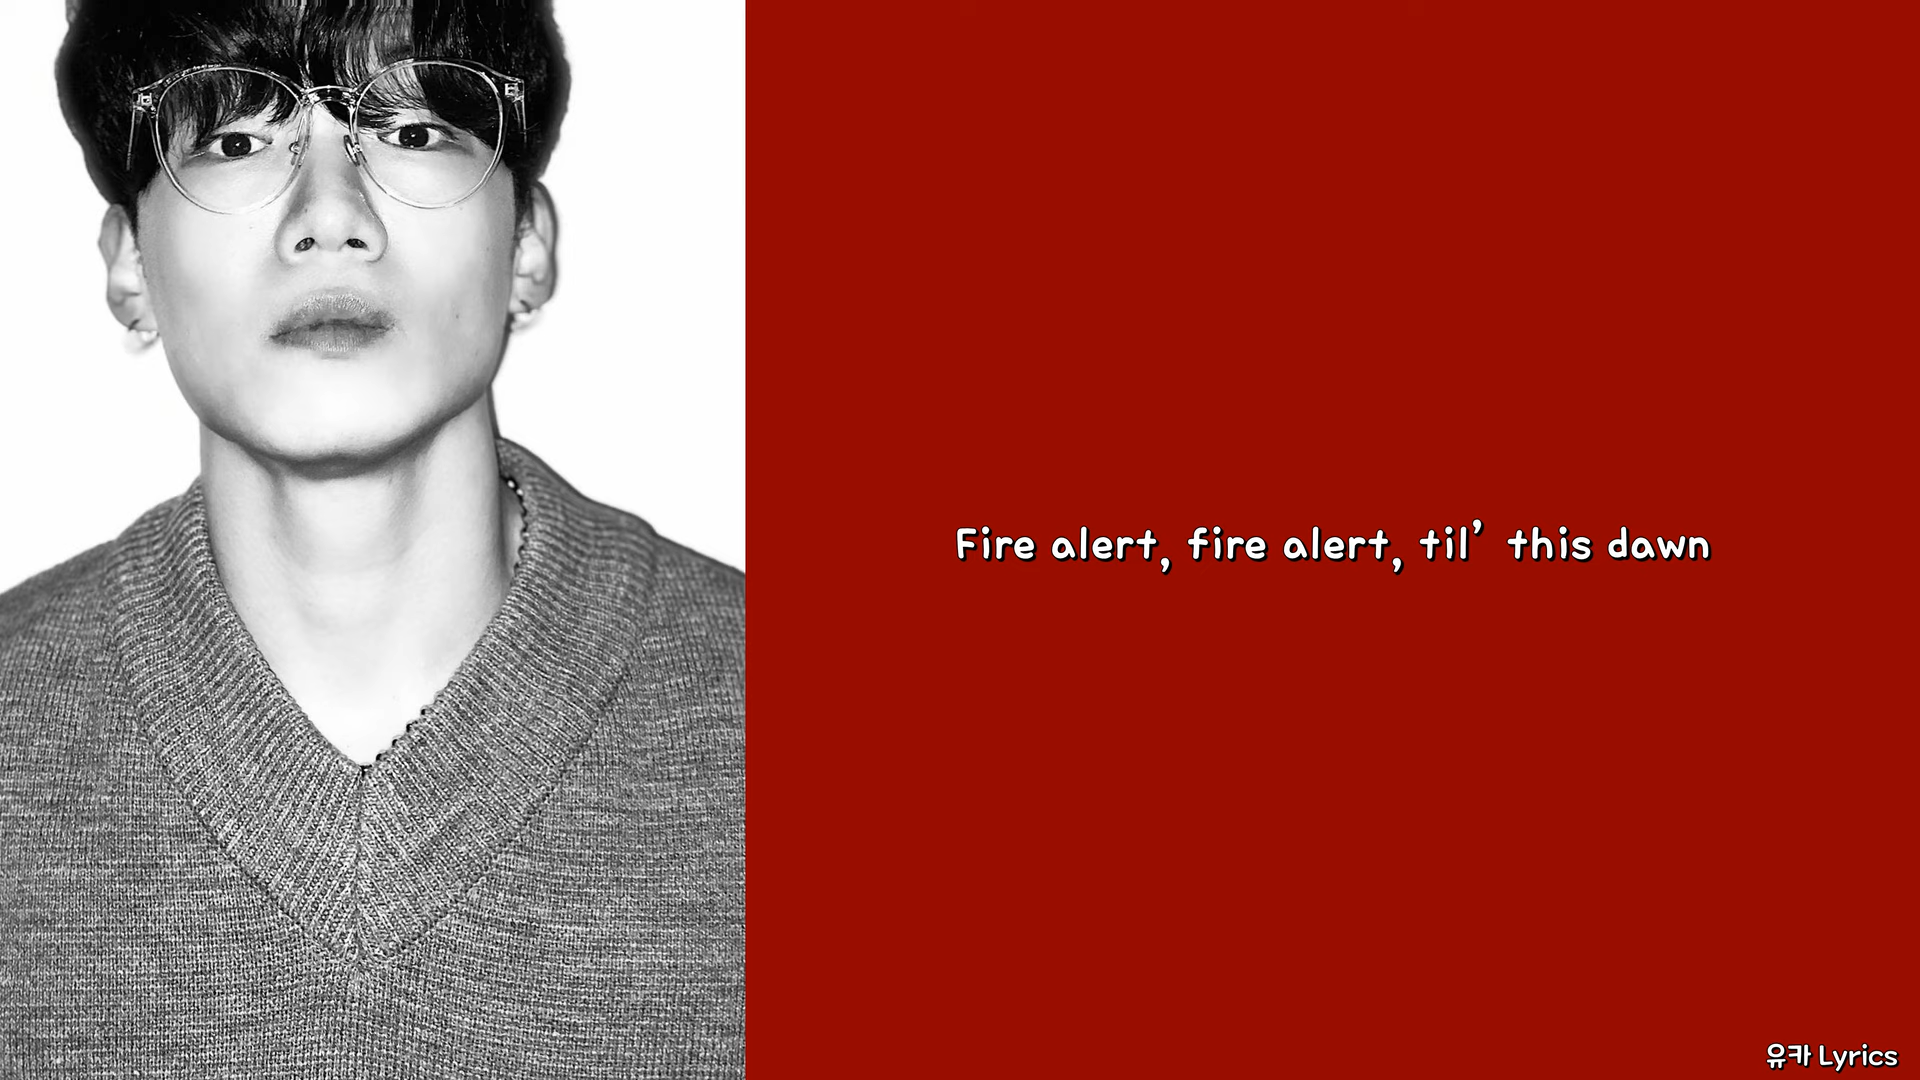 Fire alert, fire alert, til’ this dawn
유카 Lyrics